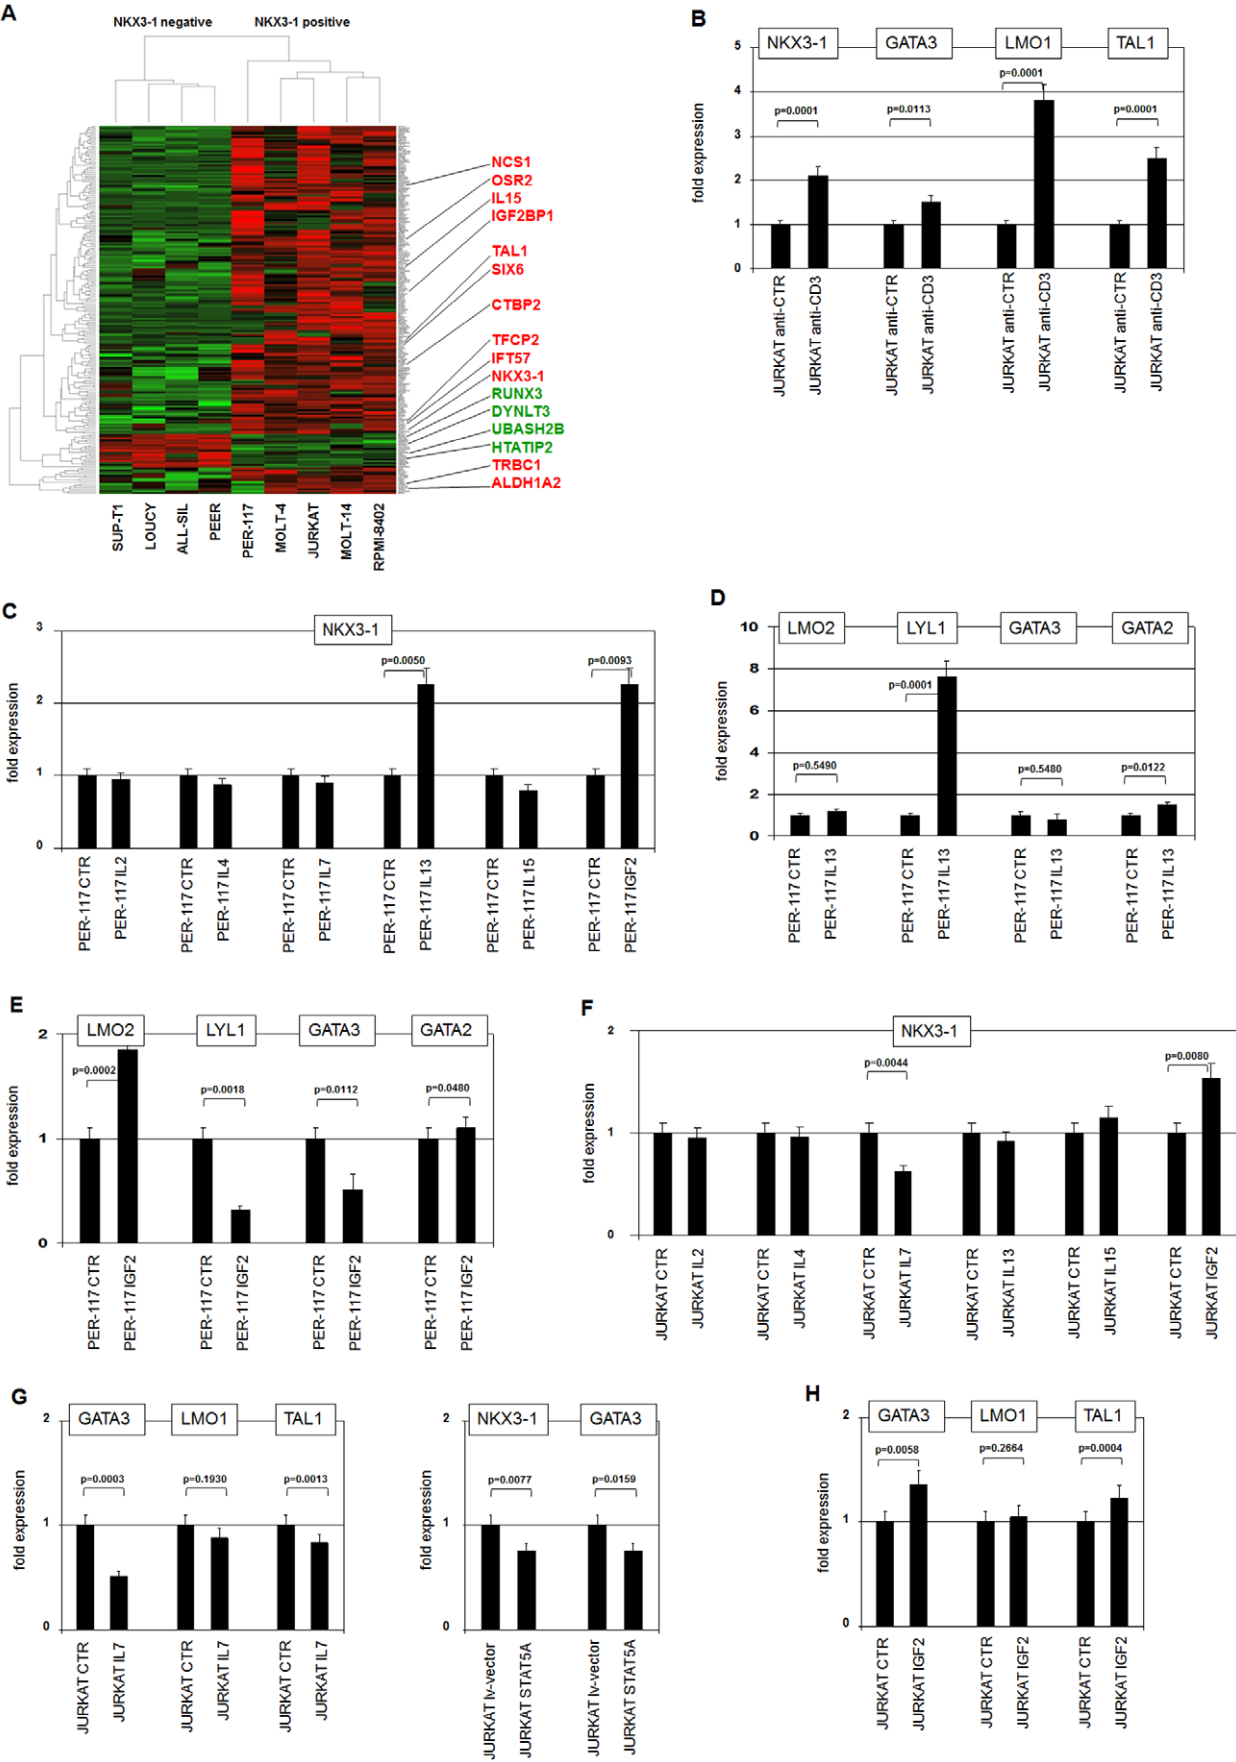 A
NKX3-1 negative
NKX3-1 positive
NCS1
OSR2
IL15
IGF2BP1
TAL1
SIX6
CTBP2
TFCP2
IFT57
NKX3-1
RUNX3
DYNLT3
UBASH2B
HTATIP2
TRBC1
ALDH1A2
SUP-T1
LOUCY
ALL-SIL
PEER
PER-117
MOLT-4
JURKAT
MOLT-14
RPMI-8402
B
NKX3-1
GATA3
LMO1
TAL1
fold expression
5
4
3
2
1
0
p=0.0001
p=0.0113
p=0.0001
p=0.0001
JURKAT anti-CTR
JURKAT anti-CD3
JURKAT anti-CTR
JURKAT anti-CD3
JURKAT anti-CTR
JURKAT anti-CD3
JURKAT anti-CTR
JURKAT anti-CD3
C
NKX3-1
fold expression
3
2
1
0
p=0.0050
p=0.0093
PER-117 CTR
PER-117 IL2
PER-117 CTR
PER-117 IL4
PER-117 CTR
PER-117 IL7
PER-117 CTR
PER-117 IL13
PER-117 CTR
PER-117 IL15
PER-117 CTR
PER-117 IGF2
D
LMO2
LYL1
GATA3
GATA2
fold expression
10
8
6
4
2
0
p=0.5490
p=0.0001
p=0.5480
p=0.0122
PER-117 CTR
PER-117 IL13
PER-117 CTR
PER-117 IL13
PER-117 CTR
PER-117 IL13
PER-117 CTR
PER-117 IL13
E
LMO2
LYL1
GATA3
GATA2
fold expression
2
1
0
p=0.0002
p=0.0018
p=0.0112
p=0.0480
PER-117 CTR
PER-117 IGF2
PER-117 CTR
PER-117 IGF2
PER-117 CTR
PER-117 IGF2
PER-117 CTR
PER-117 IGF2
F
NKX3-1
fold expression
2
1
0
p=0.0044
p=0.0080
JURKAT CTR
JURKAT IL2
JURKAT CTR
JURKAT IL4
JURKAT CTR
JURKAT IL7
JURKAT CTR
JURKAT IL13
JURKAT CTR
JURKAT IL15
JURKAT CTR
JURKAT IGF2
G
GATA3
LMO1
TAL1
fold expression
2
1
0
p=0.0003
p=0.1930
p=0.0013
JURKAT CTR
JURKAT IL7
JURKAT CTR
JURKAT IL7
JURKAT CTR
JURKAT IL7
NKX3-1
GATA3
fold expression
2
1
0
p=0.0077
p=0.0159
JURKAT lv-vector
JURKAT STAT5A
JURKAT lv-vector
JURKAT STAT5A
H
GATA3
LMO1
TAL1
fold expression
2
1
0
p=0.0058
p=0.2664
p=0.0004
JURKAT CTR
JURKAT IGF2
JURKAT CTR
JURKAT IGF2
JURKAT CTR
JURKAT IGF2